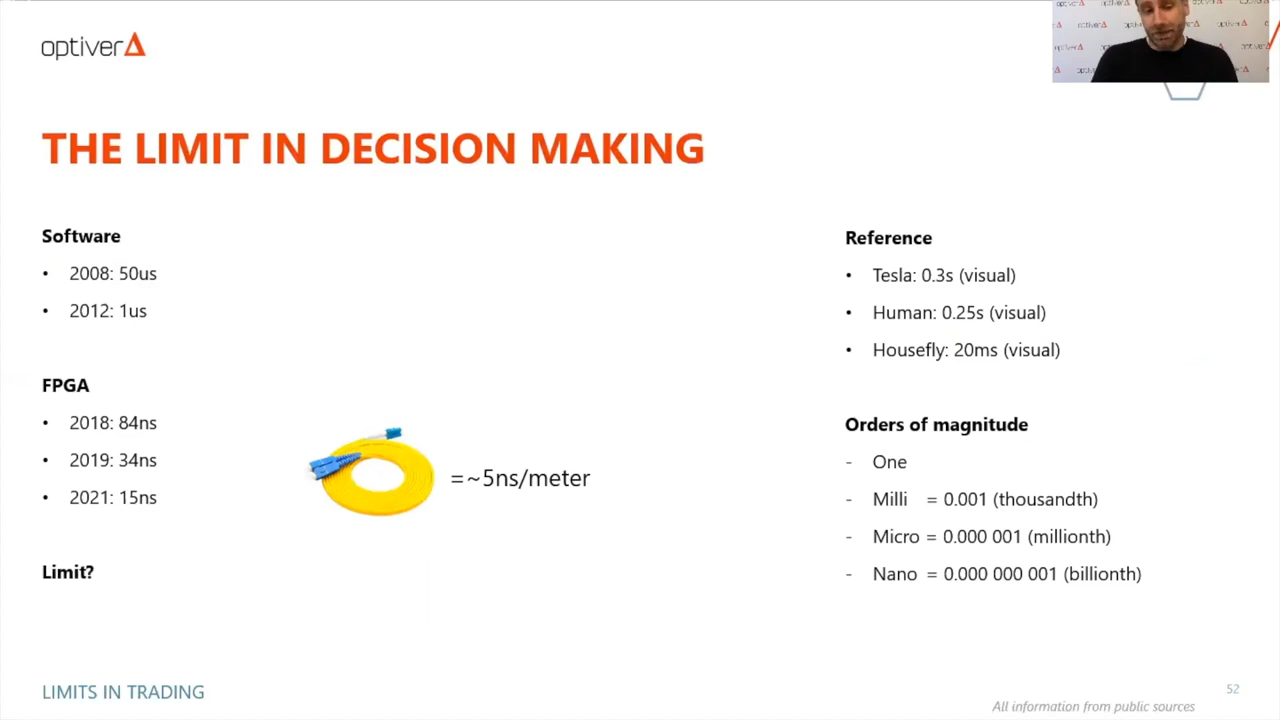 optiver
THE LIMIT IN DECISION MAKING
Software
• 2008: 50us
• 2012: 1us
FPGA
• 2018: 84ns
• 2019: 34ns
• 2021: 15ns
=~5ns/meter
Limit?
Reference
• Tesla: 0.3s (visual)
• Human: 0.25s (visual)
• Housefly: 20ms (visual)
Orders of magnitude
- One
- Milli = 0.001 (thousandth)
- Micro = 0.000 001 (millionth)
- Nano = 0.000 000 001 (billionth)
LIMITS IN TRADING
52
All information from public sources